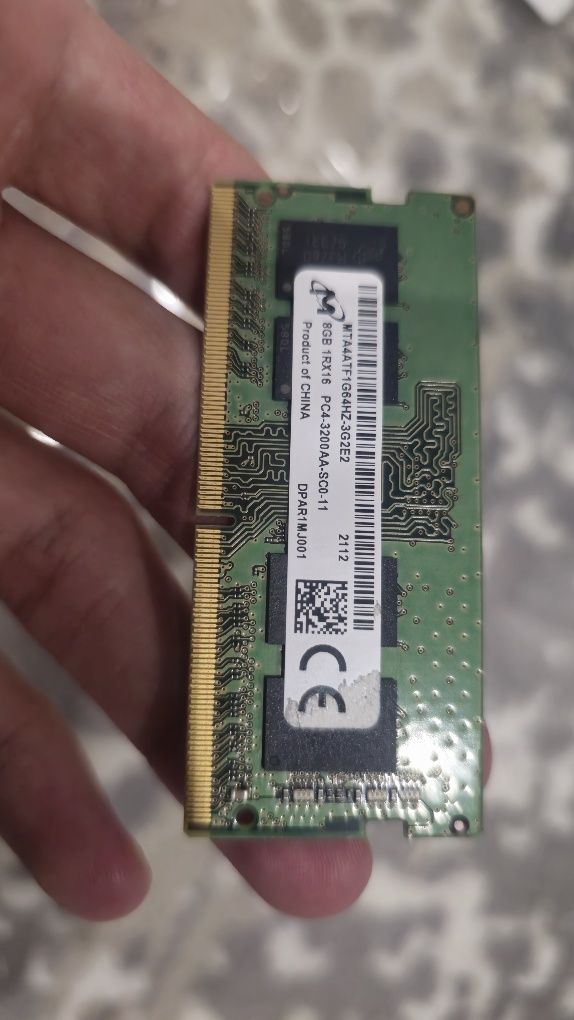 MTA4ATF1G64HZ-3G2E2
8GB 1RX16 PC4-3200AA-SC0-11
Product of CHINA
DPAR1MJ001
2112
CE